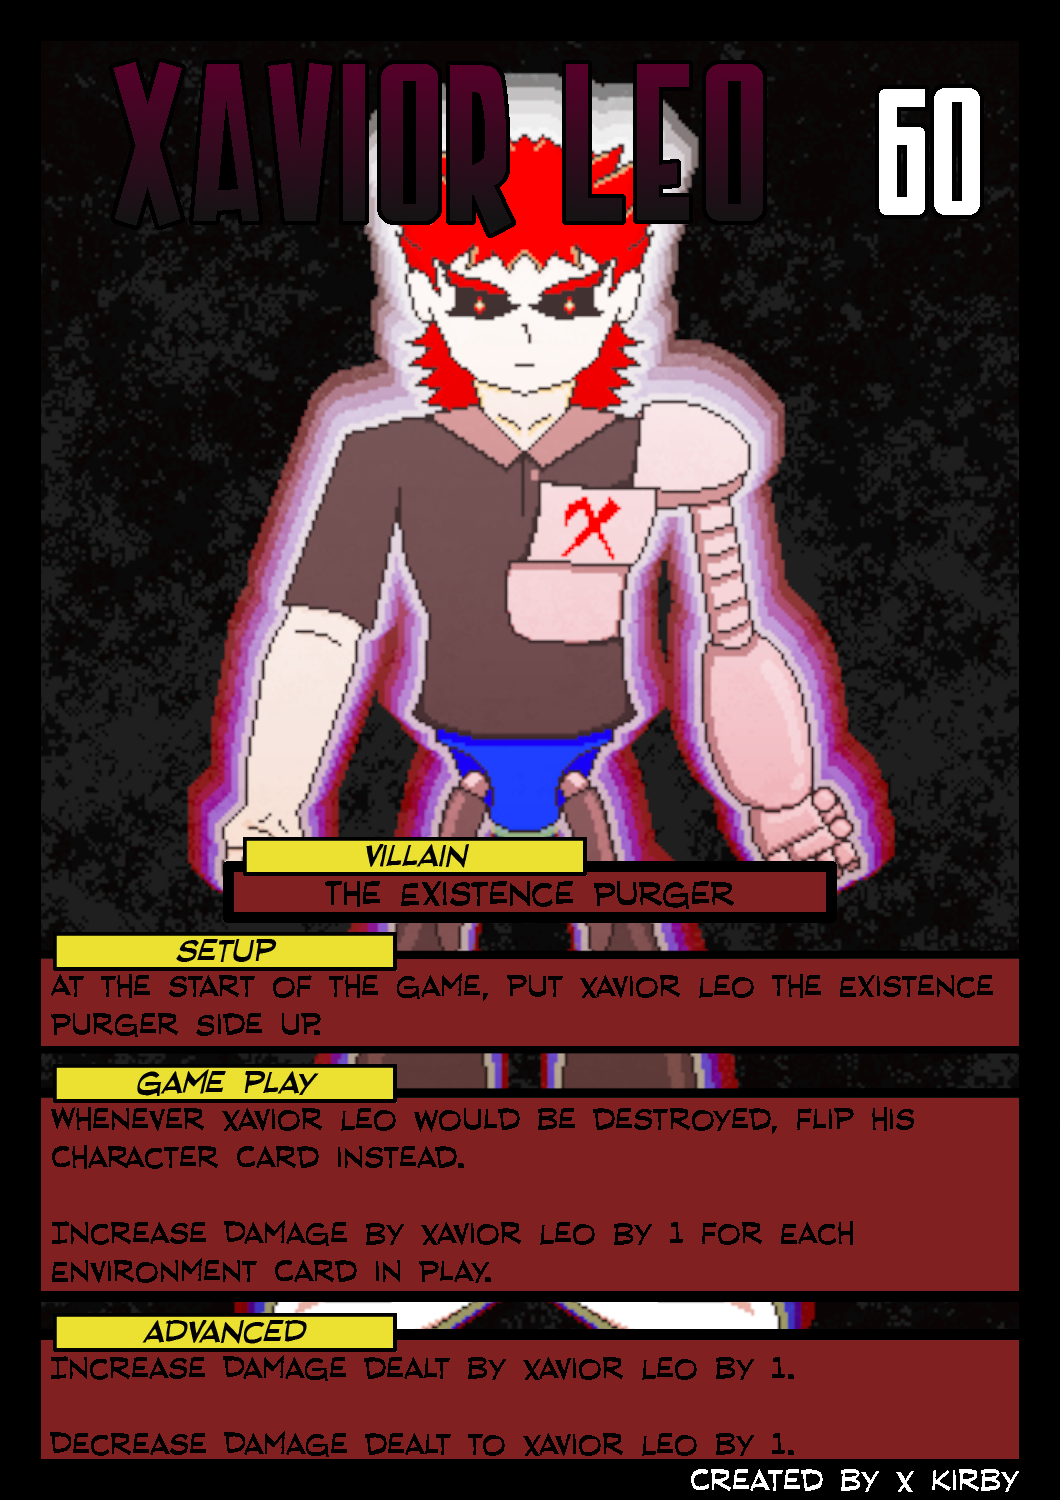 XAVIOR LEO
60
X
VILLAIN
THE EXISTENCE PURGER
SETUP
AT THE START OF THE GAME, PUT XAVIOR LEO THE EXISTENCE
PURGER SIDE UP.
GAME PLAY
WHENEVER XAVIOR LEO WOULD BE DESTROYED, FLIP HIS
CHARACTER CARD INSTEAD.
INCREASE DAMAGE BY XAVIOR LEO BY 1 FOR EACH
ENVIRONMENT CARD IN PLAY.
ADVANCED
INCREASE DAMAGE DEALT BY XAVIOR LEO BY 1.
DECREASE DAMAGE DEALT TO XAVIOR LEO BY 1.
CREATED BY X KIRBY